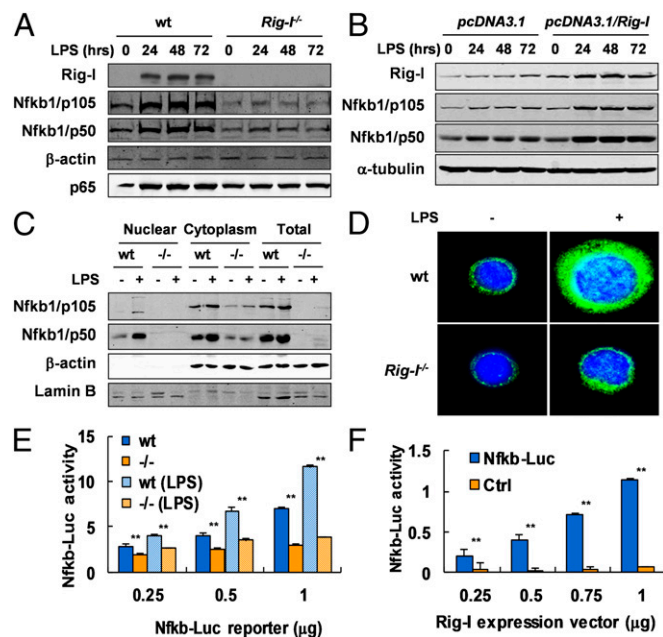 A
wt Rig-I-/-
LPS (hrs) 0 24 48 72 0 24 48 72
Rig-I
Nfkb1/p105
Nfkb1/p50
β-actin
p65
B
pcDNA3.1 pcDNA3.1/Rig-I
LPS (hrs) 0 24 48 72 0 24 48 72
Rig-I
Nfkb1/p105
Nfkb1/p50
α-tubulin
C
Nuclear Cytoplasm Total
wt -/- wt -/- wt -/-
LPS
- + - + - + - + - + - +
Nfkb1/p105
Nfkb1/p50
β-actin
Lamin B
D
LPS - +
wt
Rig-I-/-
E
Nfkb-Luc activity
15
10
5
0
wt
-/-
wt (LPS)
-/- (LPS)
** ** ** ** ** **
0.25 0.5 1
Nfkb-Luc reporter (μg)
F
Nfkb-Luc activity
1.5
1
0.5
0
Nfkb-Luc
Ctrl
** ** ** **
0.25 0.5 0.75 1
Rig-I expression vector (μg)